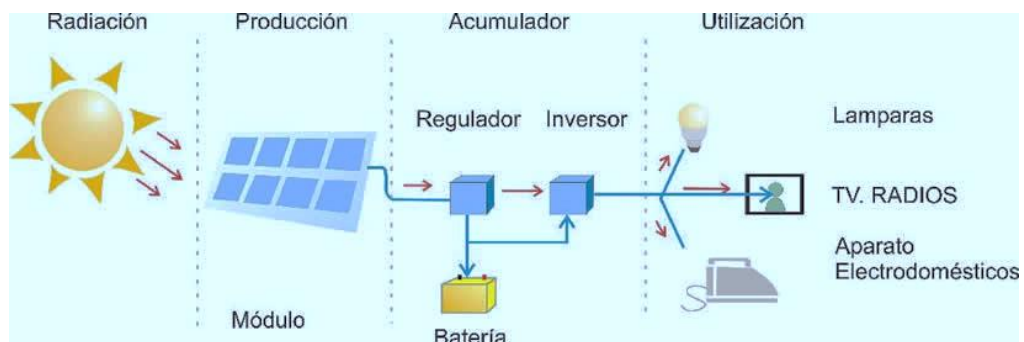 Radiación
Producción
Acumulador
Utilización
Regulador
Inversor
Lamparas
TV. RADIOS
Aparato
Electrodomésticos
Módulo
Batería